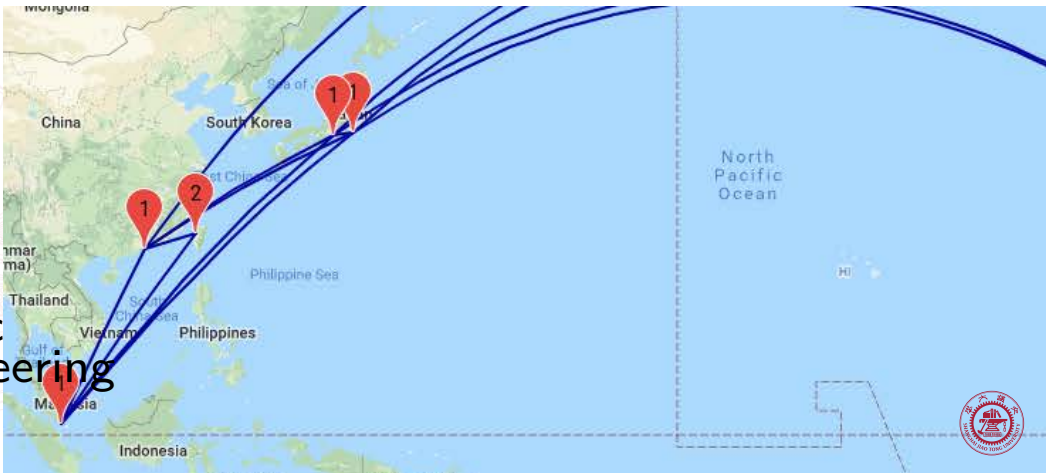 Mongolia
China
South Korea
North
Pacific
Ocean
1
1
1
2
Philippine Sea
HI
Thailand
Vietnam
Philippines
Gulf of
eering
1
Indonesia